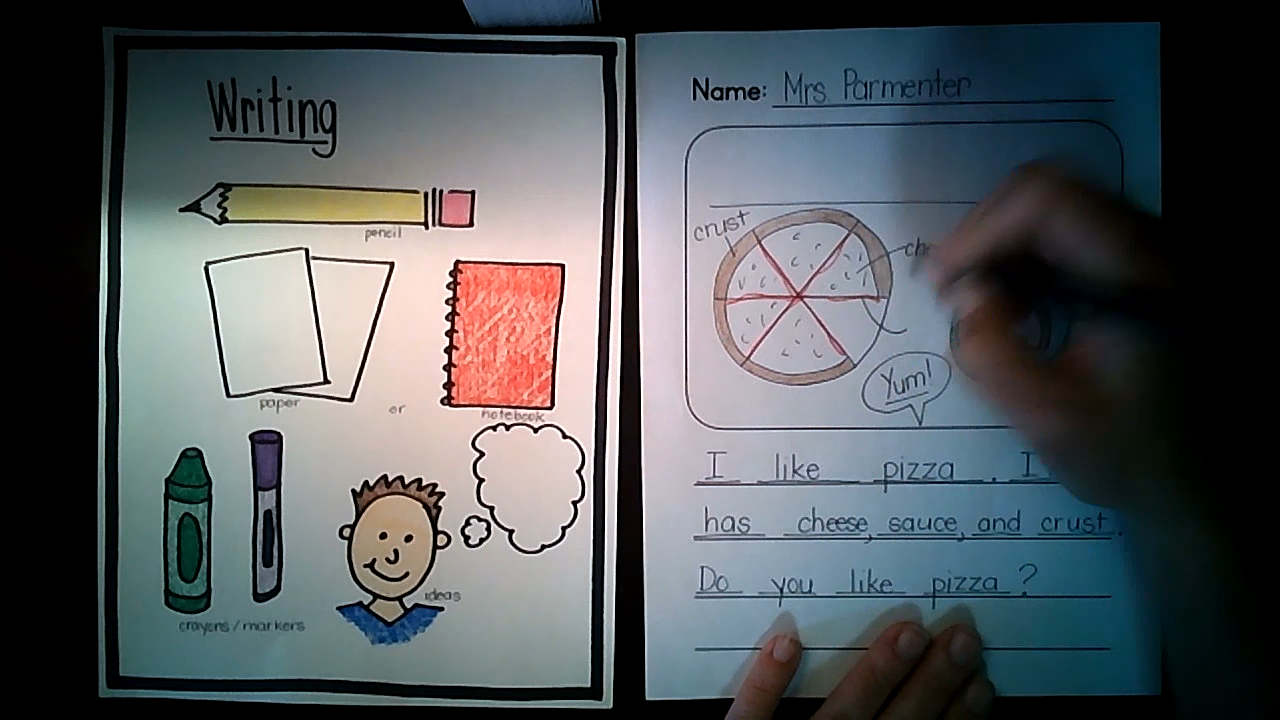 Writing
pencil
paper
or
notebook
crayons/markers
ideas
Name: Mrs Parmenter
crust
Yum!
I like pizza. I
has cheese, sauce, and crust.
Do you like pizza?